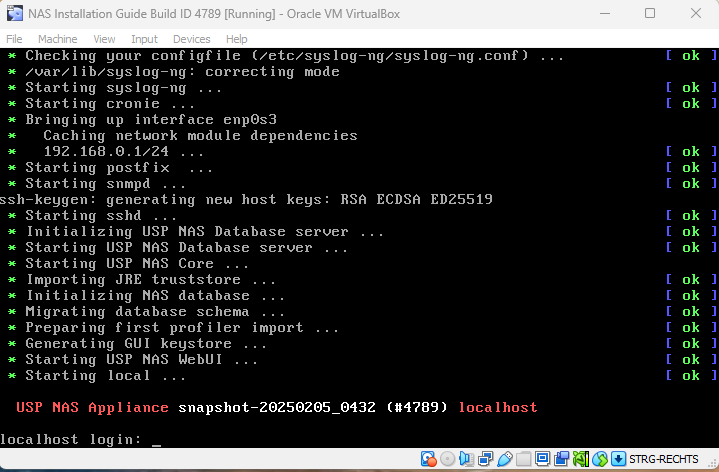 NAS Installation Guide Build ID 4789 [Running] - Oracle VM VirtualBox
File Machine View Input Devices Help
* Checking your configfile (/etc/syslog-ng/syslog-ng.conf) ... [ ok ]
* /var/lib/syslog-ng: correcting mode
* Starting syslog-ng ... [ ok ]
* Starting cronie ... [ ok ]
* Bringing up interface enp0s3
*   Caching network module dependencies
*   192.168.0.1/24 ... [ ok ]
* Starting postfix  ... [ ok ]
* Starting snmpd ... [ ok ]
ssh-keygen: generating new host keys: RSA ECDSA ED25519
* Starting sshd ... [ ok ]
* Initializing USP NAS Database server ... [ ok ]
* Starting USP NAS Database server ... [ ok ]
* Starting USP NAS Core ...
* Importing JRE truststore ... [ ok ]
* Initializing NAS database ... [ ok ]
* Migrating database schema ... [ ok ]
* Preparing first profiler import ... [ ok ]
* Generating GUI keystore ... [ ok ]
* Starting USP NAS WebUI ... [ ok ]
* Starting local ... [ ok ]
USP NAS Appliance snapshot-20250205_0432 (#4789) localhost
localhost login: _
STRG-RECHTS